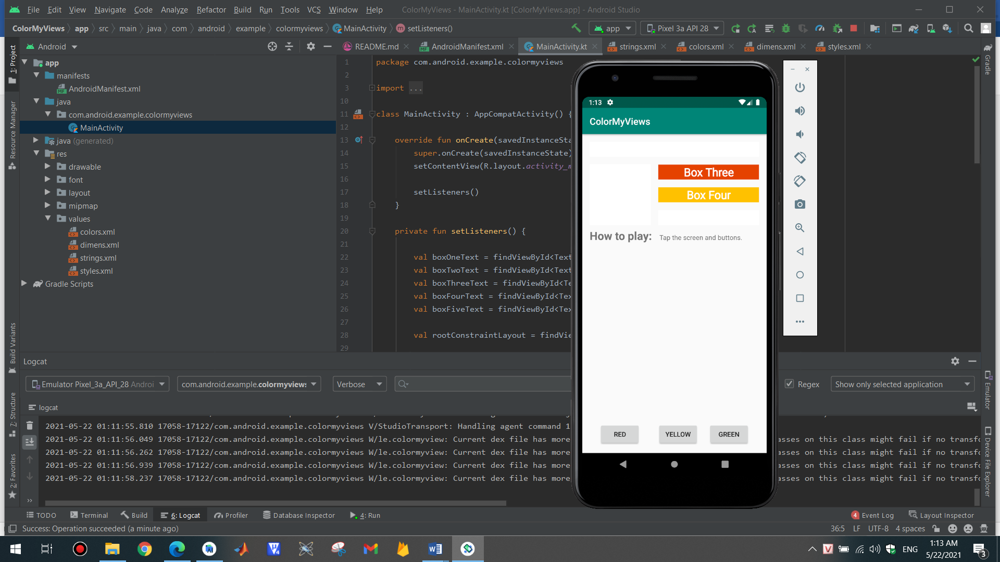 File Edit View Navigate Code Analyze Refactor Build Run Tools VCS Window Help ColorMyViews - MainActivity.kt [ColorMyViews.app] - Android Studio
ColorMyViews app src main java com android example colormyviews MainActivity setListeners() app Pixel 3a API 28
Android README.md AndroidManifest.xml MainActivity.kt strings.xml colors.xml dimens.xml styles.xml
1: Project
Resource Manager
Build Variants
7: Structure
2: Favorites
app
manifests
AndroidManifest.xml
java
com.android.example.colormyviews
MainActivity
java (generated)
res
drawable
font
layout
mipmap
values
colors.xml
dimens.xml
strings.xml
styles.xml
Gradle Scripts
1 package com.android.example.colormyviews
2
3 import ...
10
11 class MainActivity : AppCompatActivity() {
12
13 override fun onCreate(savedInstanceSta
14 super.onCreate(savedInstanceState)
15 setContentView(R.layout.activity_m
16
17 setListeners()
18 }
19
20 private fun setListeners() {
21
22 val boxOneText = findViewById<Text
23 val boxTwoText = findViewById<Text
24 val boxThreeText = findViewById<Te
25 val boxFourText = findViewById<Tex
26 val boxFiveText = findViewById<Tex
27
28 val rootConstraintLayout = findVie
29
1:13
ColorMyViews
Box Three
Box Four
How to play: Tap the screen and buttons.
RED YELLOW GREEN
Gradle
Emulator
Device File Explorer
Logcat
Emulator Pixel_3a_API_28 Androi com.android.example.colormyviews Verbose Regex Show only selected application
logcat
2021-05-22 01:11:55.810 17058-17122/com.android.example.colormyviews V/StudioTransport: Handling agent command 1
2021-05-22 01:11:56.049 17058-17122/com.android.example.colormyviews W/le.colormyview: Current dex file has more asses on this class might fail if no transfo
2021-05-22 01:11:56.262 17058-17122/com.android.example.colormyviews W/le.colormyview: Current dex file has more asses on this class might fail if no transfo
2021-05-22 01:11:56.939 17058-17122/com.android.example.colormyviews W/le.colormyview: Current dex file has more asses on this class might fail if no transfo
2021-05-22 01:11:58.237 17058-17122/com.android.example.colormyviews W/le.colormyview: Current dex file has more asses on this class might fail if no transfo
TODO Terminal Build 6: Logcat Profiler Database Inspector 4: Run 4 Event Log Layout Inspector
Success: Operation succeeded (a minute ago) 36:5 LF UTF-8 4 spaces
ENG 1:13 AM
5/22/2021 3